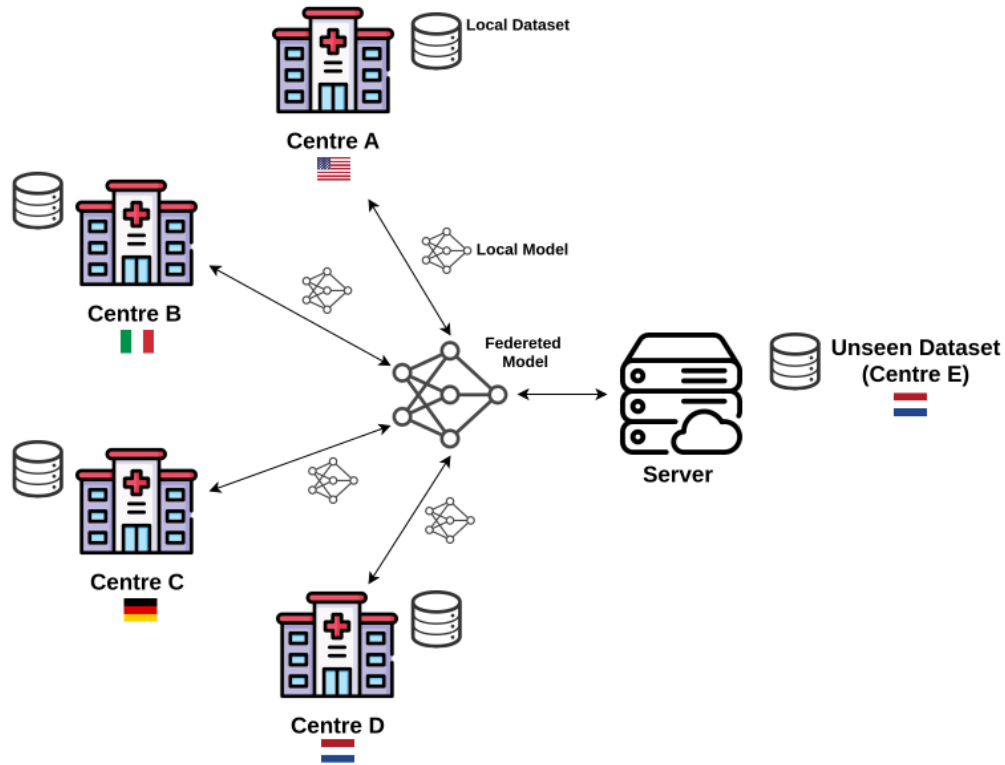 Local Dataset
Centre A
Local Model
Centre B
Federeted
Model
Unseen Dataset
(Centre E)
Server
Centre C
Centre D